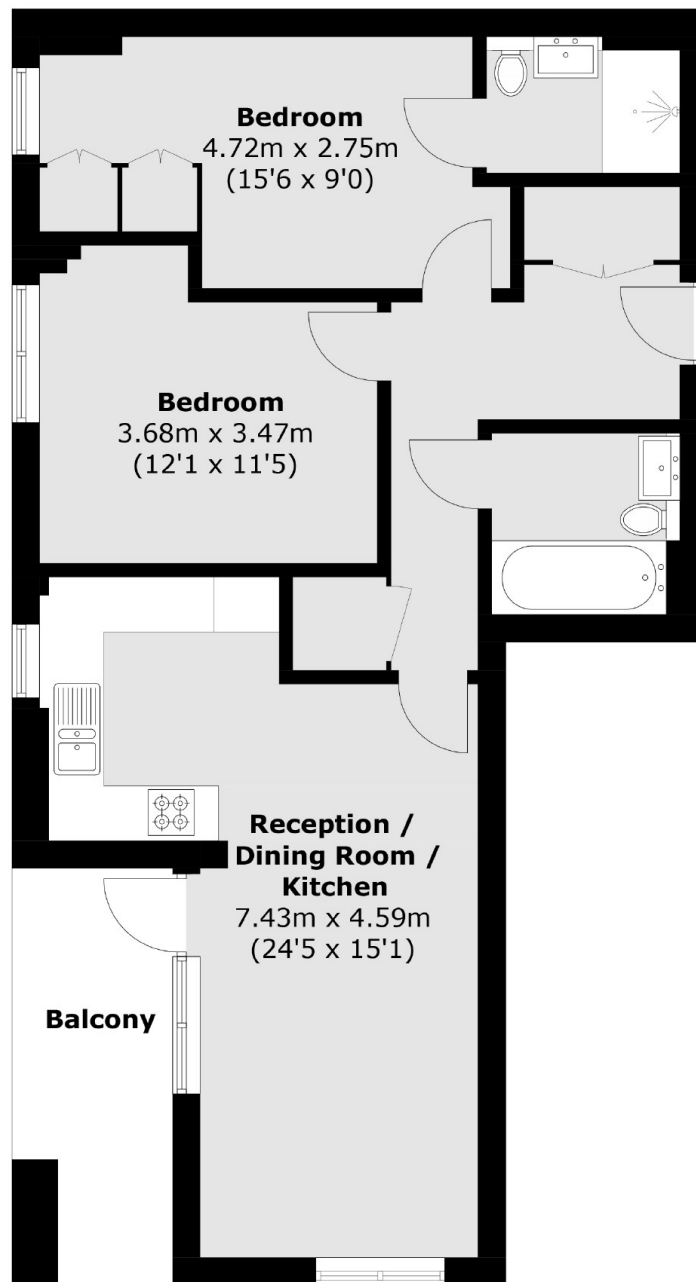 Bedroom
4.72m x 2.75m
(15'6 x 9'0)
Bedroom
3.68m x 3.47m
(12'1 x 11'5)
Reception /
Dining Room /
Kitchen
7.43m x 4.59m
(24'5 x 15'1)
Balcony